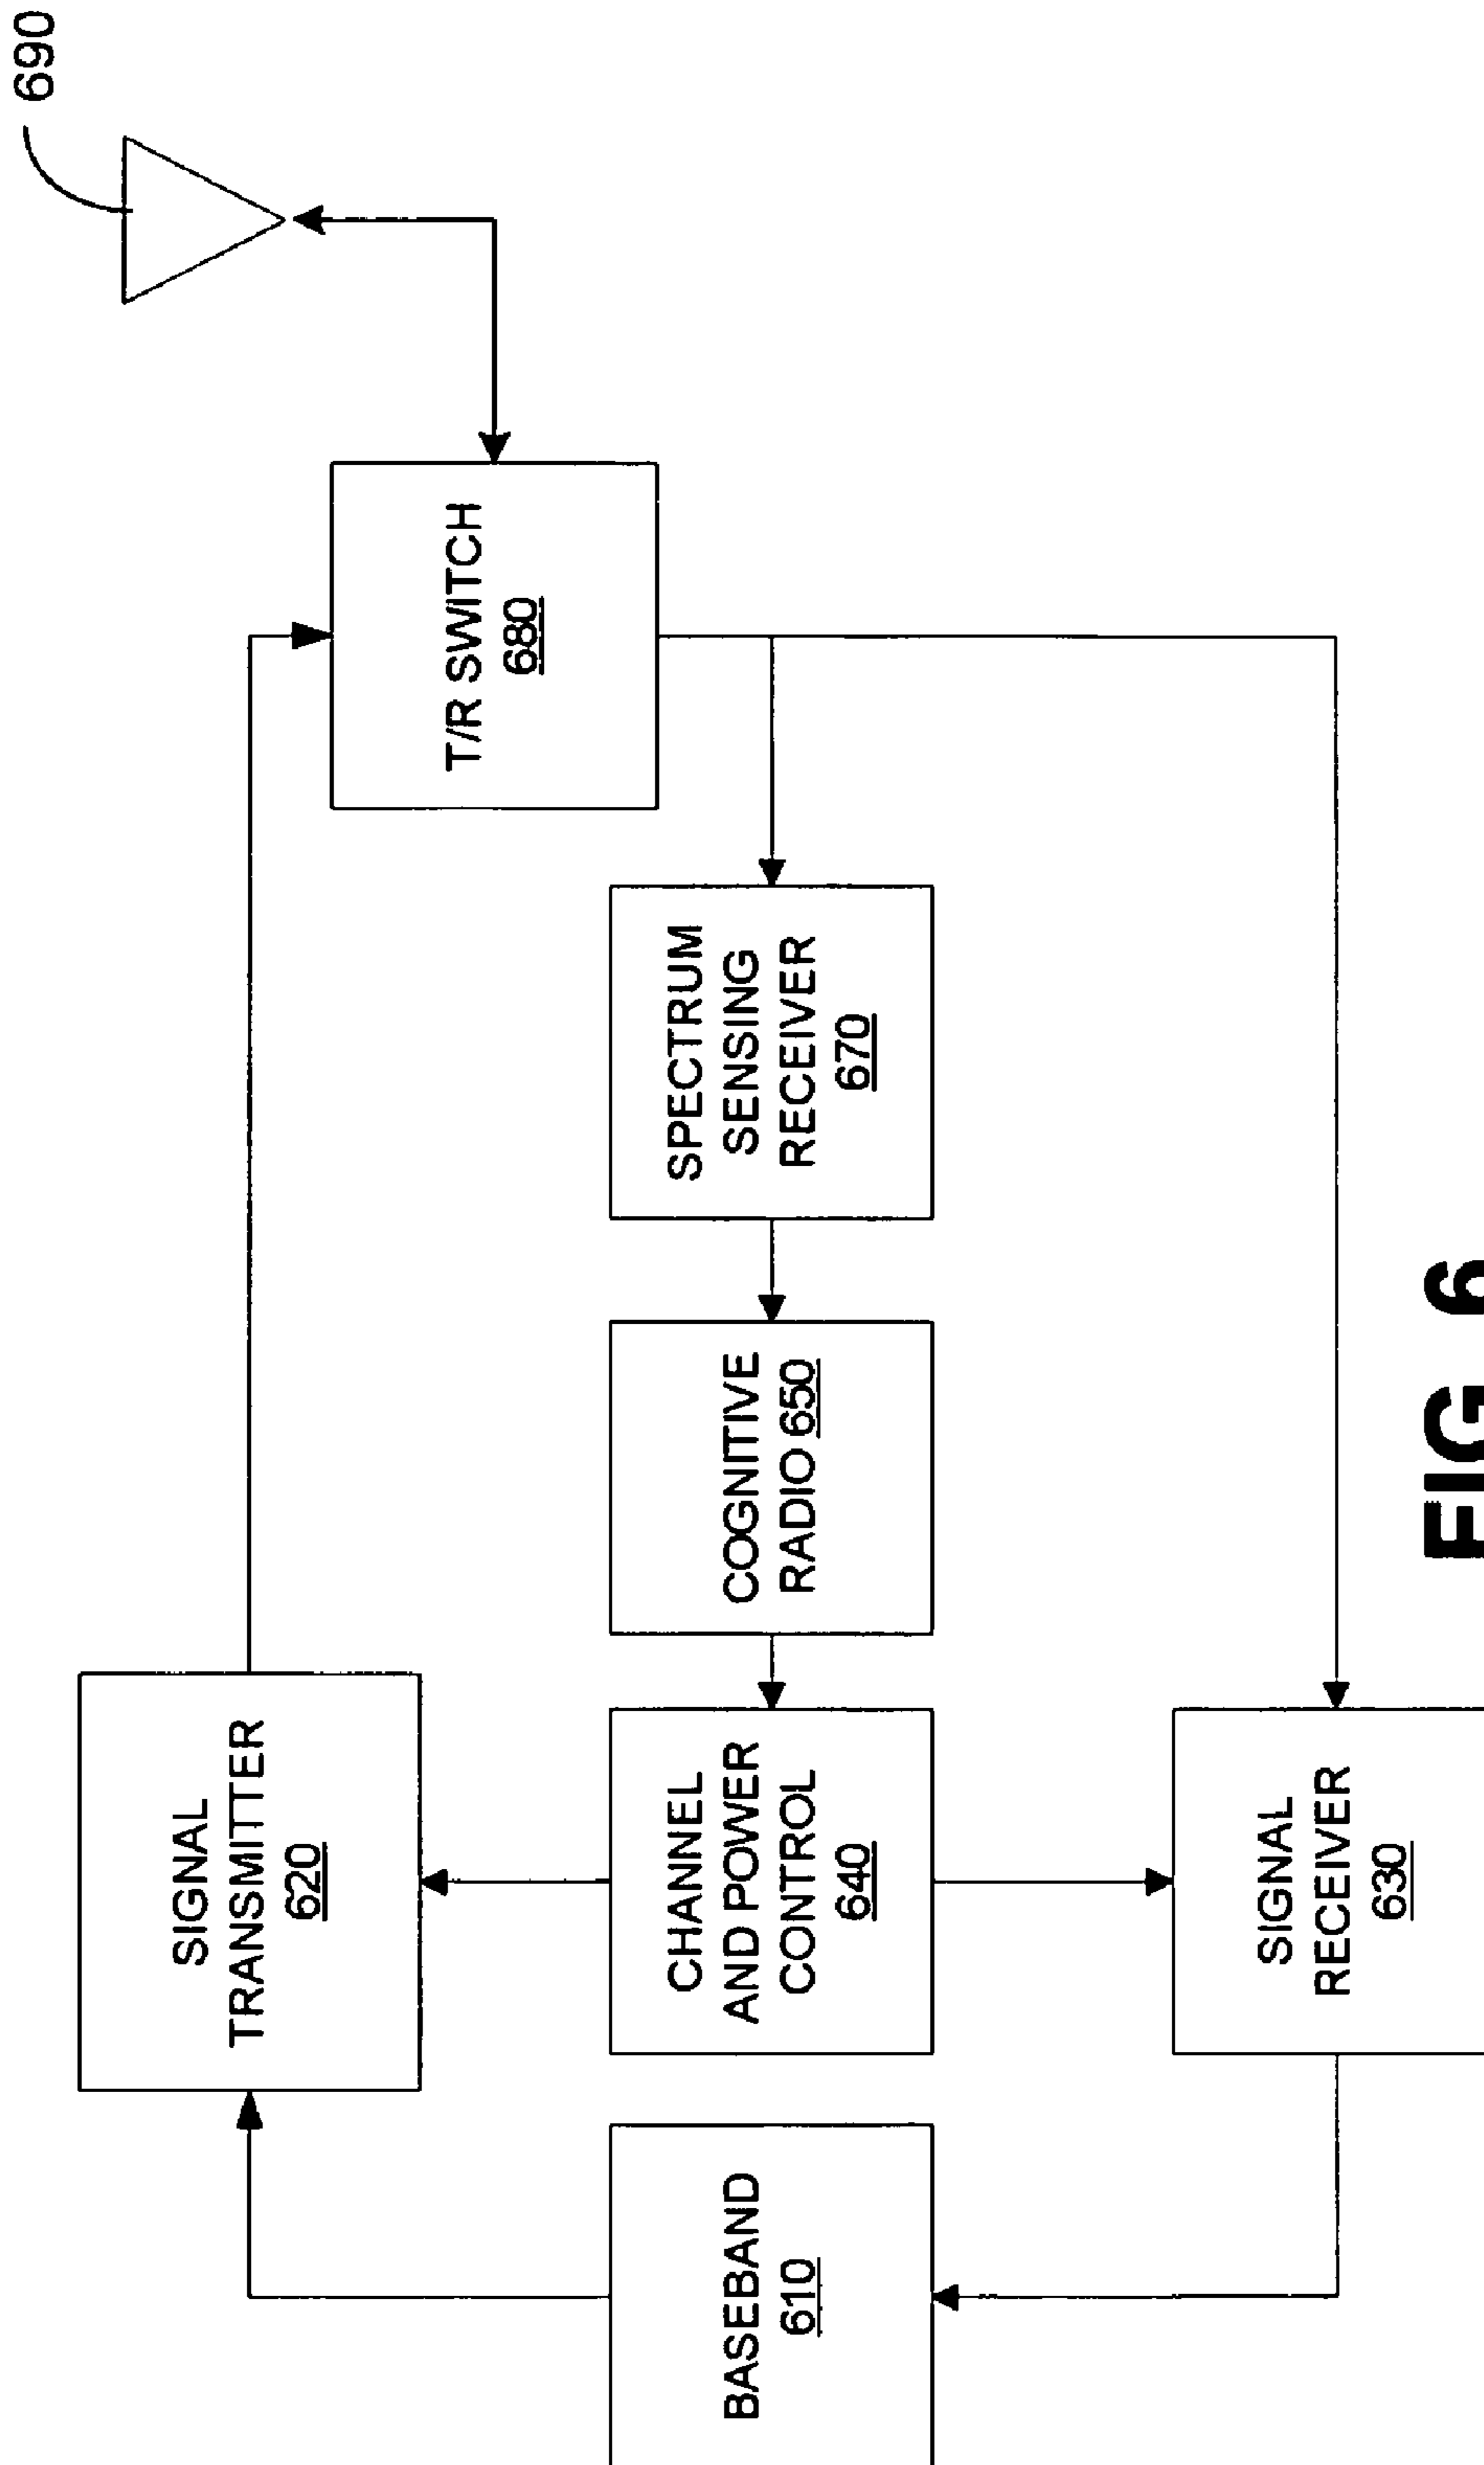 690
T/R SWITCH
680
SPECTRUM
SENSING
RECEIVER
670
COGNITIVE
RADIO 650
SIGNAL
TRANSMITTER
620
CHANNEL
AND POWER
CONTROL
640
SIGNAL
RECEIVER
630
BASEBAND
610
FIG 6